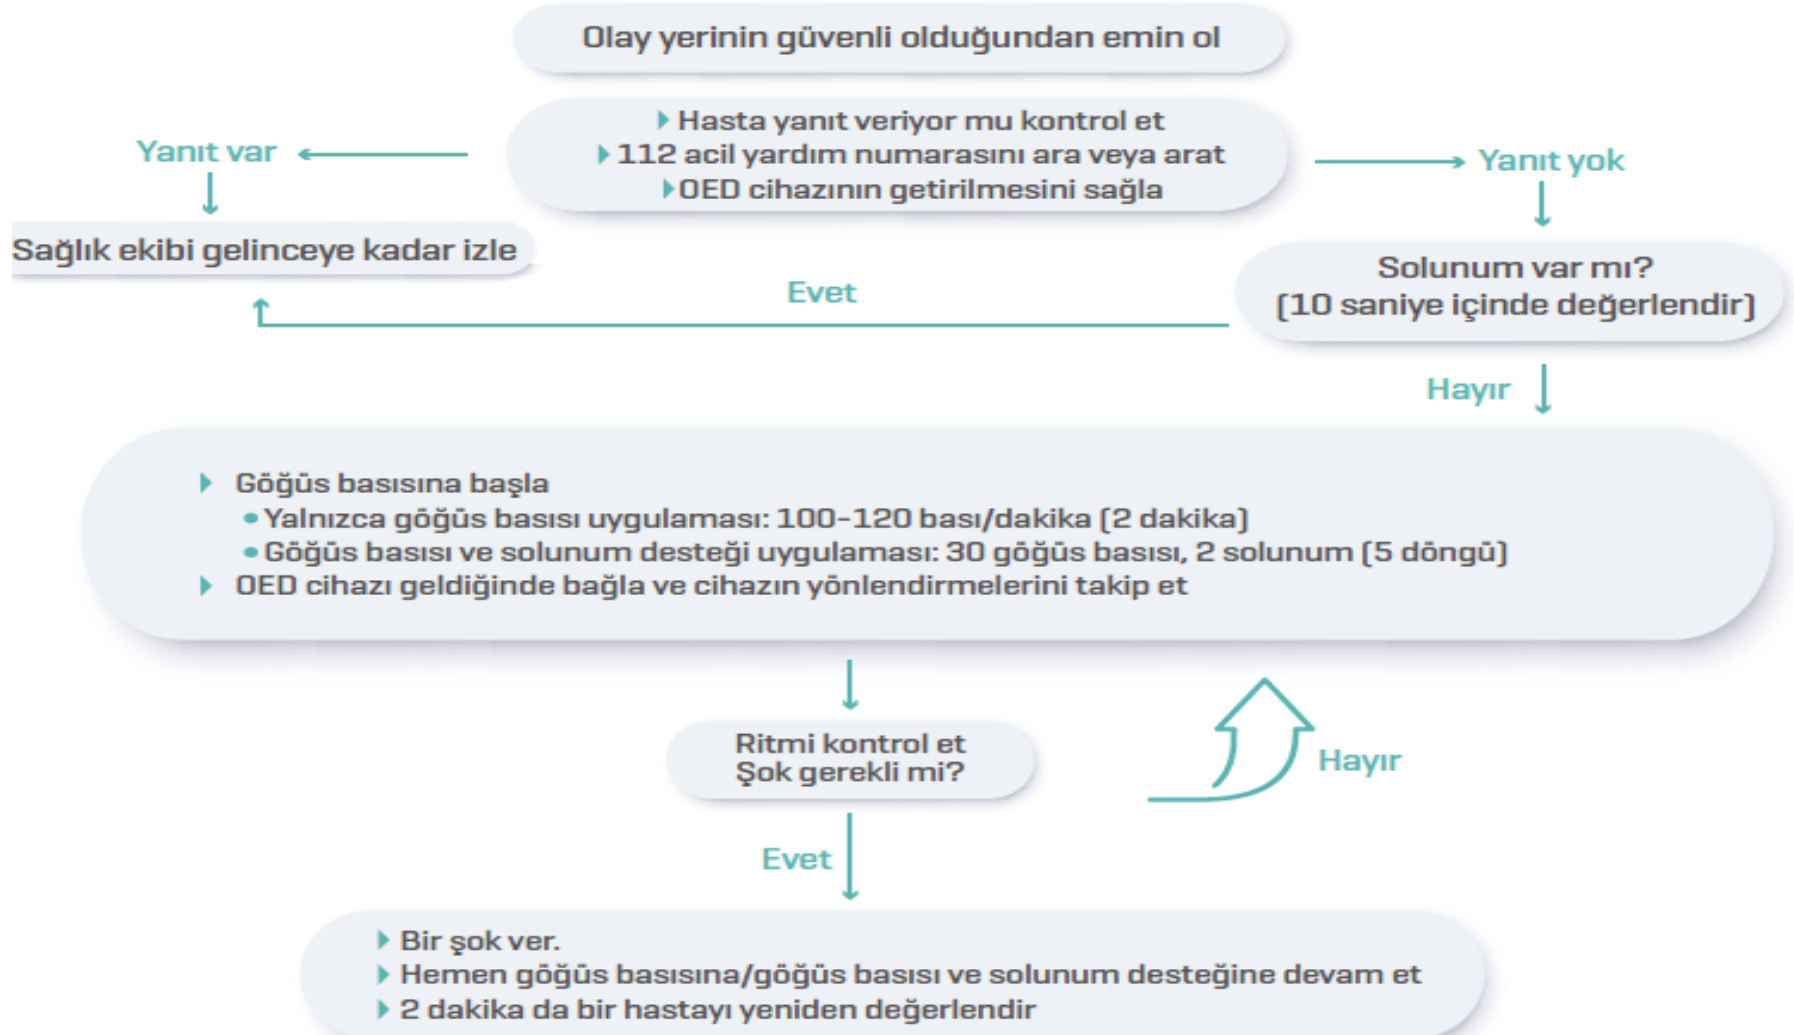 Olay yerinin güvenli olduğundan emin ol
Hasta yanıt veriyor mu kontrol et
112 acil yardım numarasını ara veya arat
OED cihazının getirilmesini sağla
Yanıt var
Yanıt yok
Sağlık ekibi gelinceye kadar izle
Solunum var mı?
(10 saniye içinde değerlendir)
Evet
Hayır
Göğüs basısına başla
• Yalnızca göğüs basısı uygulaması: 100-120 bası/dakika (2 dakika)
• Göğüs basısı ve solunum desteği uygulaması: 30 göğüs basısı, 2 solunum (5 döngü)
OED cihazı geldiğinde bağla ve cihazın yönlendirmelerini takip et
Ritmi kontrol et
Şok gerekli mi?
Hayır
Evet
Bir şok ver.
Hemen göğüs basısına/göğüs basısı ve solunum desteğine devam et
2 dakika da bir hastayı yeniden değerlendir